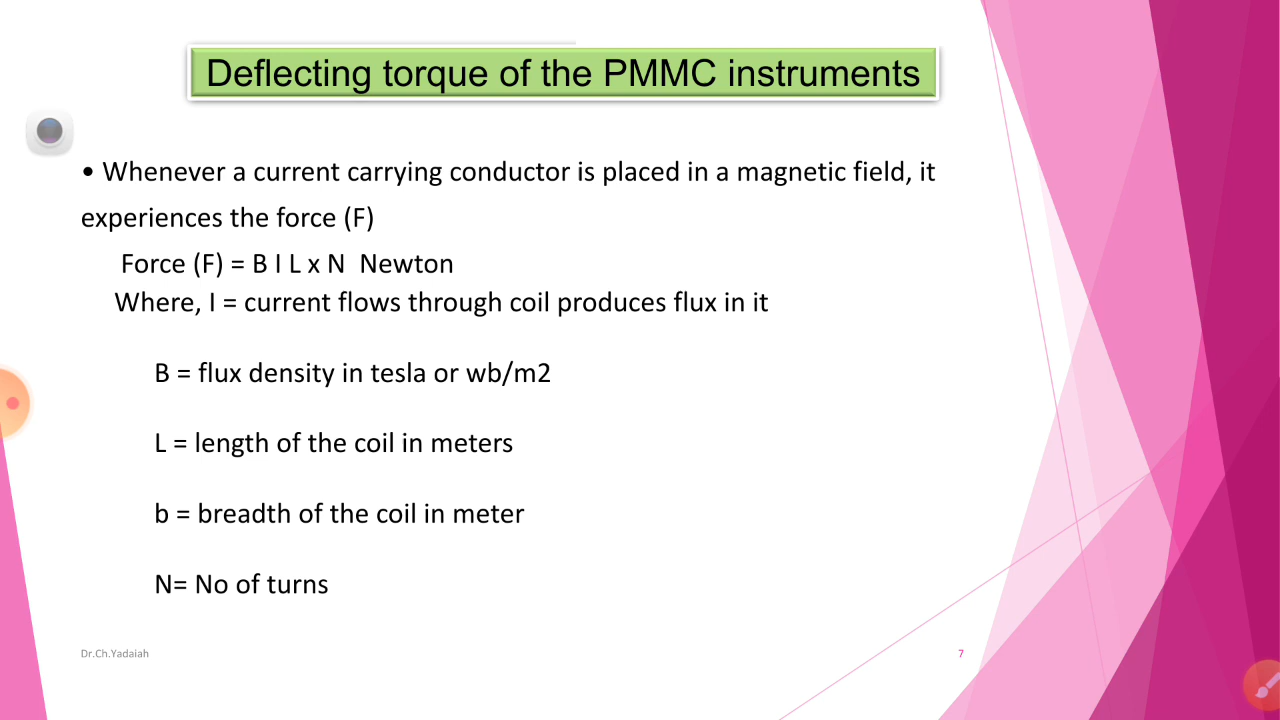 Deflecting torque of the PMMC instruments
• Whenever a current carrying conductor is placed in a magnetic field, it
experiences the force (F)
Force (F) = B I L x N  Newton
Where, I = current flows through coil produces flux in it
B = flux density in tesla or wb/m2
L = length of the coil in meters
b = breadth of the coil in meter
N= No of turns
Dr.Ch.Yadaiah
7